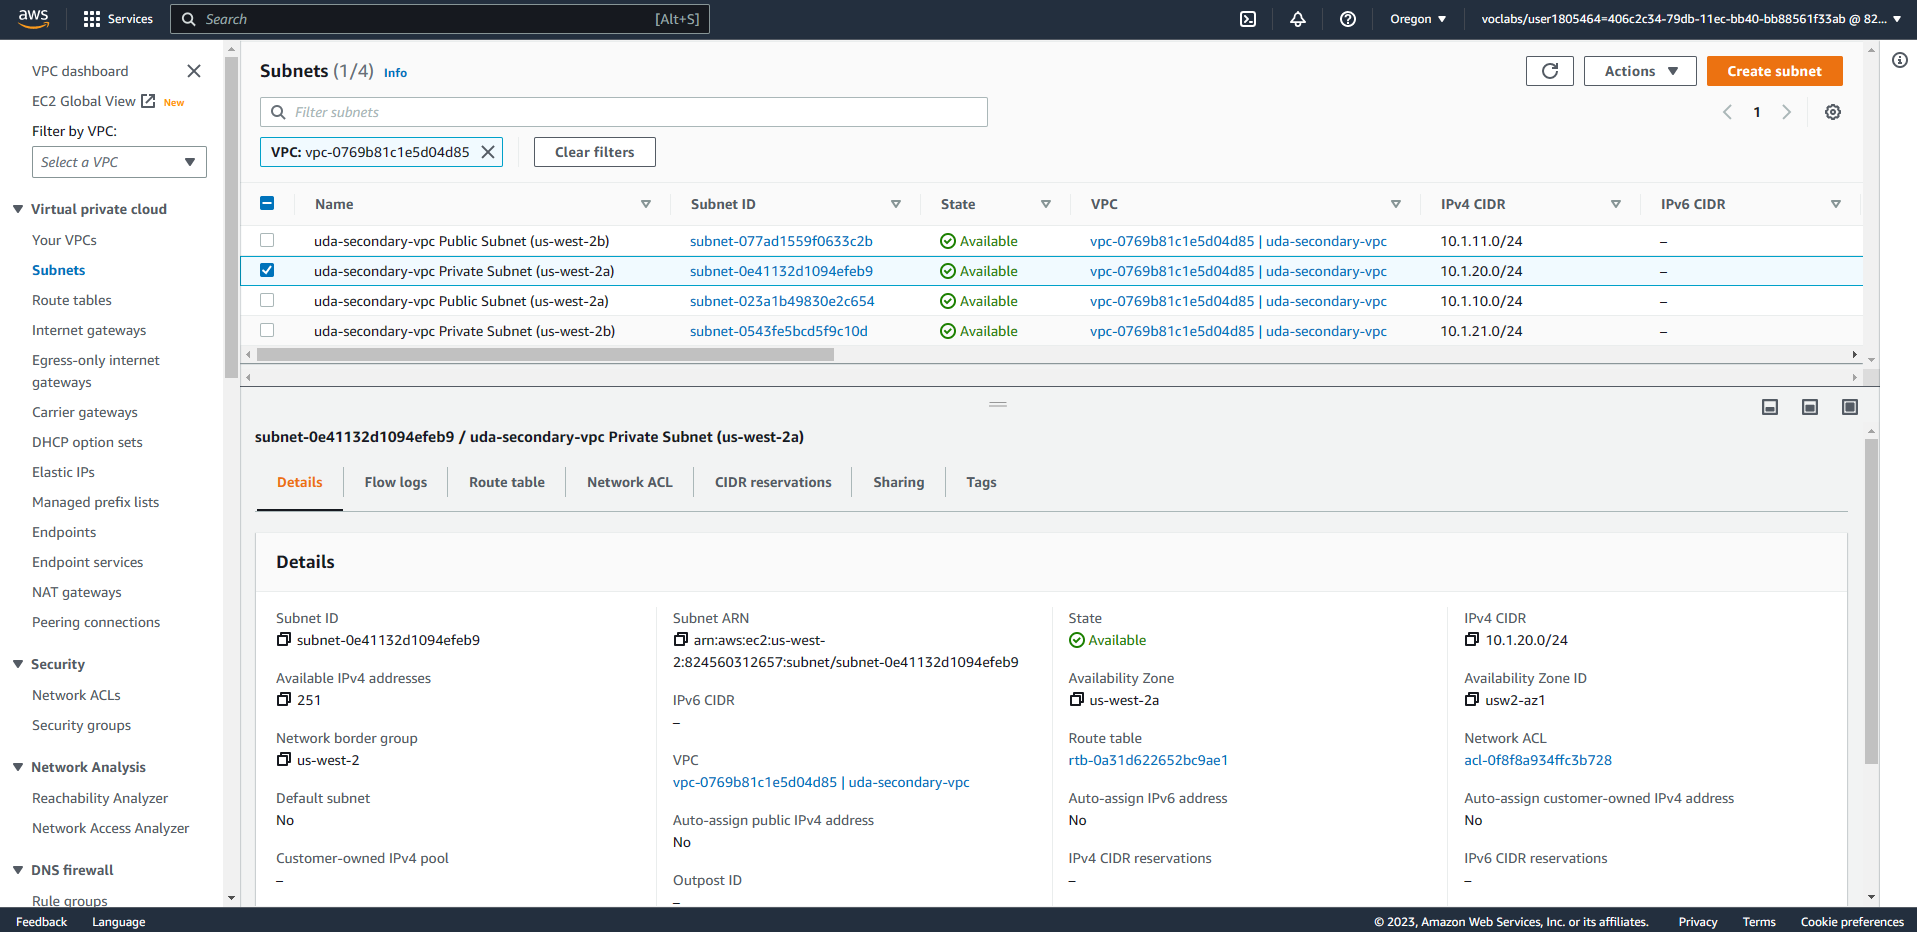 aws
Services
Search [Alt+S]
Oregon
voclabs/user1805464=406c2c34-79db-11ec-bb40-bb88561f33ab @ 82...
VPC dashboard
EC2 Global View New
Filter by VPC:
Select a VPC
Virtual private cloud
Your VPCs
Subnets
Route tables
Internet gateways
Egress-only internet
gateways
Carrier gateways
DHCP option sets
Elastic IPs
Managed prefix lists
Endpoints
Endpoint services
NAT gateways
Peering connections
Security
Network ACLs
Security groups
Network Analysis
Reachability Analyzer
Network Access Analyzer
DNS firewall
Rule groups
Subnets (1/4) Info
Actions
Create subnet
Filter subnets
1
VPC: vpc-0769b81c1e5d04d85
Clear filters
Name Subnet ID State VPC IPv4 CIDR IPv6 CIDR
uda-secondary-vpc Public Subnet (us-west-2b) subnet-077ad1559f0633c2b Available vpc-0769b81c1e5d04d85 | uda-secondary-vpc 10.1.11.0/24 –
uda-secondary-vpc Private Subnet (us-west-2a) subnet-0e41132d1094efeb9 Available vpc-0769b81c1e5d04d85 | uda-secondary-vpc 10.1.20.0/24 –
uda-secondary-vpc Public Subnet (us-west-2a) subnet-023a1b49830e2c654 Available vpc-0769b81c1e5d04d85 | uda-secondary-vpc 10.1.10.0/24 –
uda-secondary-vpc Private Subnet (us-west-2b) subnet-0543fe5bcd5f9c10d Available vpc-0769b81c1e5d04d85 | uda-secondary-vpc 10.1.21.0/24 –
subnet-0e41132d1094efeb9 / uda-secondary-vpc Private Subnet (us-west-2a)
Details Flow logs Route table Network ACL CIDR reservations Sharing Tags
Details
Subnet ID
subnet-0e41132d1094efeb9
Available IPv4 addresses
251
Network border group
us-west-2
Default subnet
No
Customer-owned IPv4 pool
–
Subnet ARN
arn:aws:ec2:us-west-
2:824560312657:subnet/subnet-0e41132d1094efeb9
IPv6 CIDR
–
VPC
vpc-0769b81c1e5d04d85 | uda-secondary-vpc
Auto-assign public IPv4 address
No
Outpost ID
–
State
Available
Availability Zone
us-west-2a
Route table
rtb-0a31d622652bc9ae1
Auto-assign IPv6 address
No
IPv4 CIDR reservations
–
IPv4 CIDR
10.1.20.0/24
Availability Zone ID
usw2-az1
Network ACL
acl-0f8f8a934ffc3b728
Auto-assign customer-owned IPv4 address
No
IPv6 CIDR reservations
–
Feedback Language
© 2023, Amazon Web Services, Inc. or its affiliates. Privacy Terms Cookie preferences